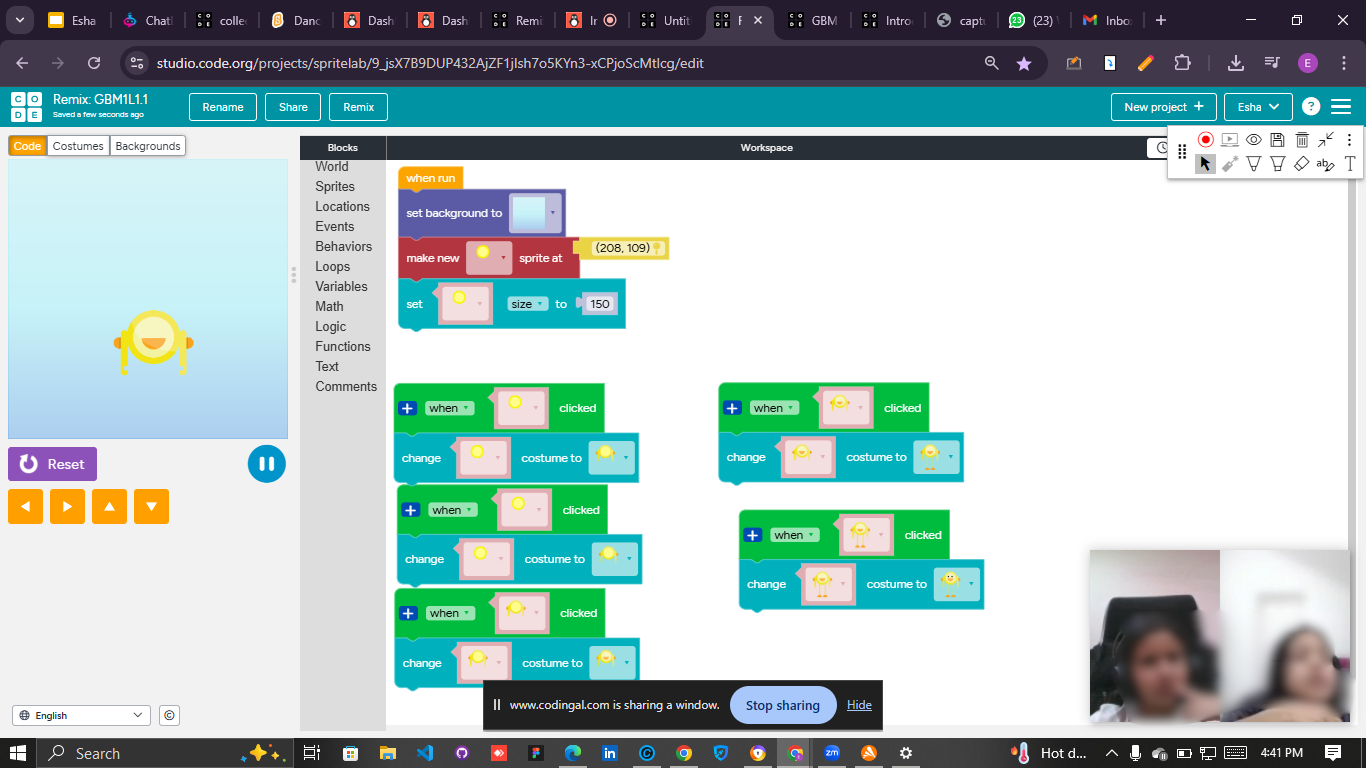 Esha
Chatl
colle
Danc
Dash
Dash
Remi
Ir
Untit
F
GBM
Intro
captu
(23)
Inbo
studio.code.org/projects/spritelab/9_jsX7B9DUP432AjZF1jIsh7o5KYn3-xCPjoScMtIcg/edit
E
CODE
Remix: GBM1L1.1
Saved a few seconds ago
Rename
Share
Remix
New project +
Esha
?
Code
Costumes
Backgrounds
Blocks
Workspace
World
Sprites
Locations
Events
Behaviors
Loops
Variables
Math
Logic
Functions
Text
Comments
when run
set background to
make new sprite at (208, 109)
set size to 150
when clicked
change costume to
when clicked
change costume to
when clicked
change costume to
when clicked
change costume to
when clicked
change costume to
Reset
English
www.codingal.com is sharing a window.
Stop sharing
Hide
Search
Hot d...
4:41 PM